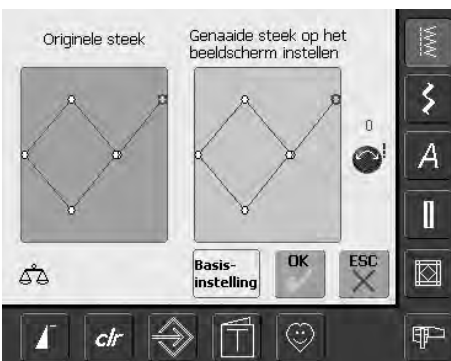 Originele steek
Genaaide steek op het
beeldscherm instellen
0
A
Basis-
instelling
OK
ESC
clr